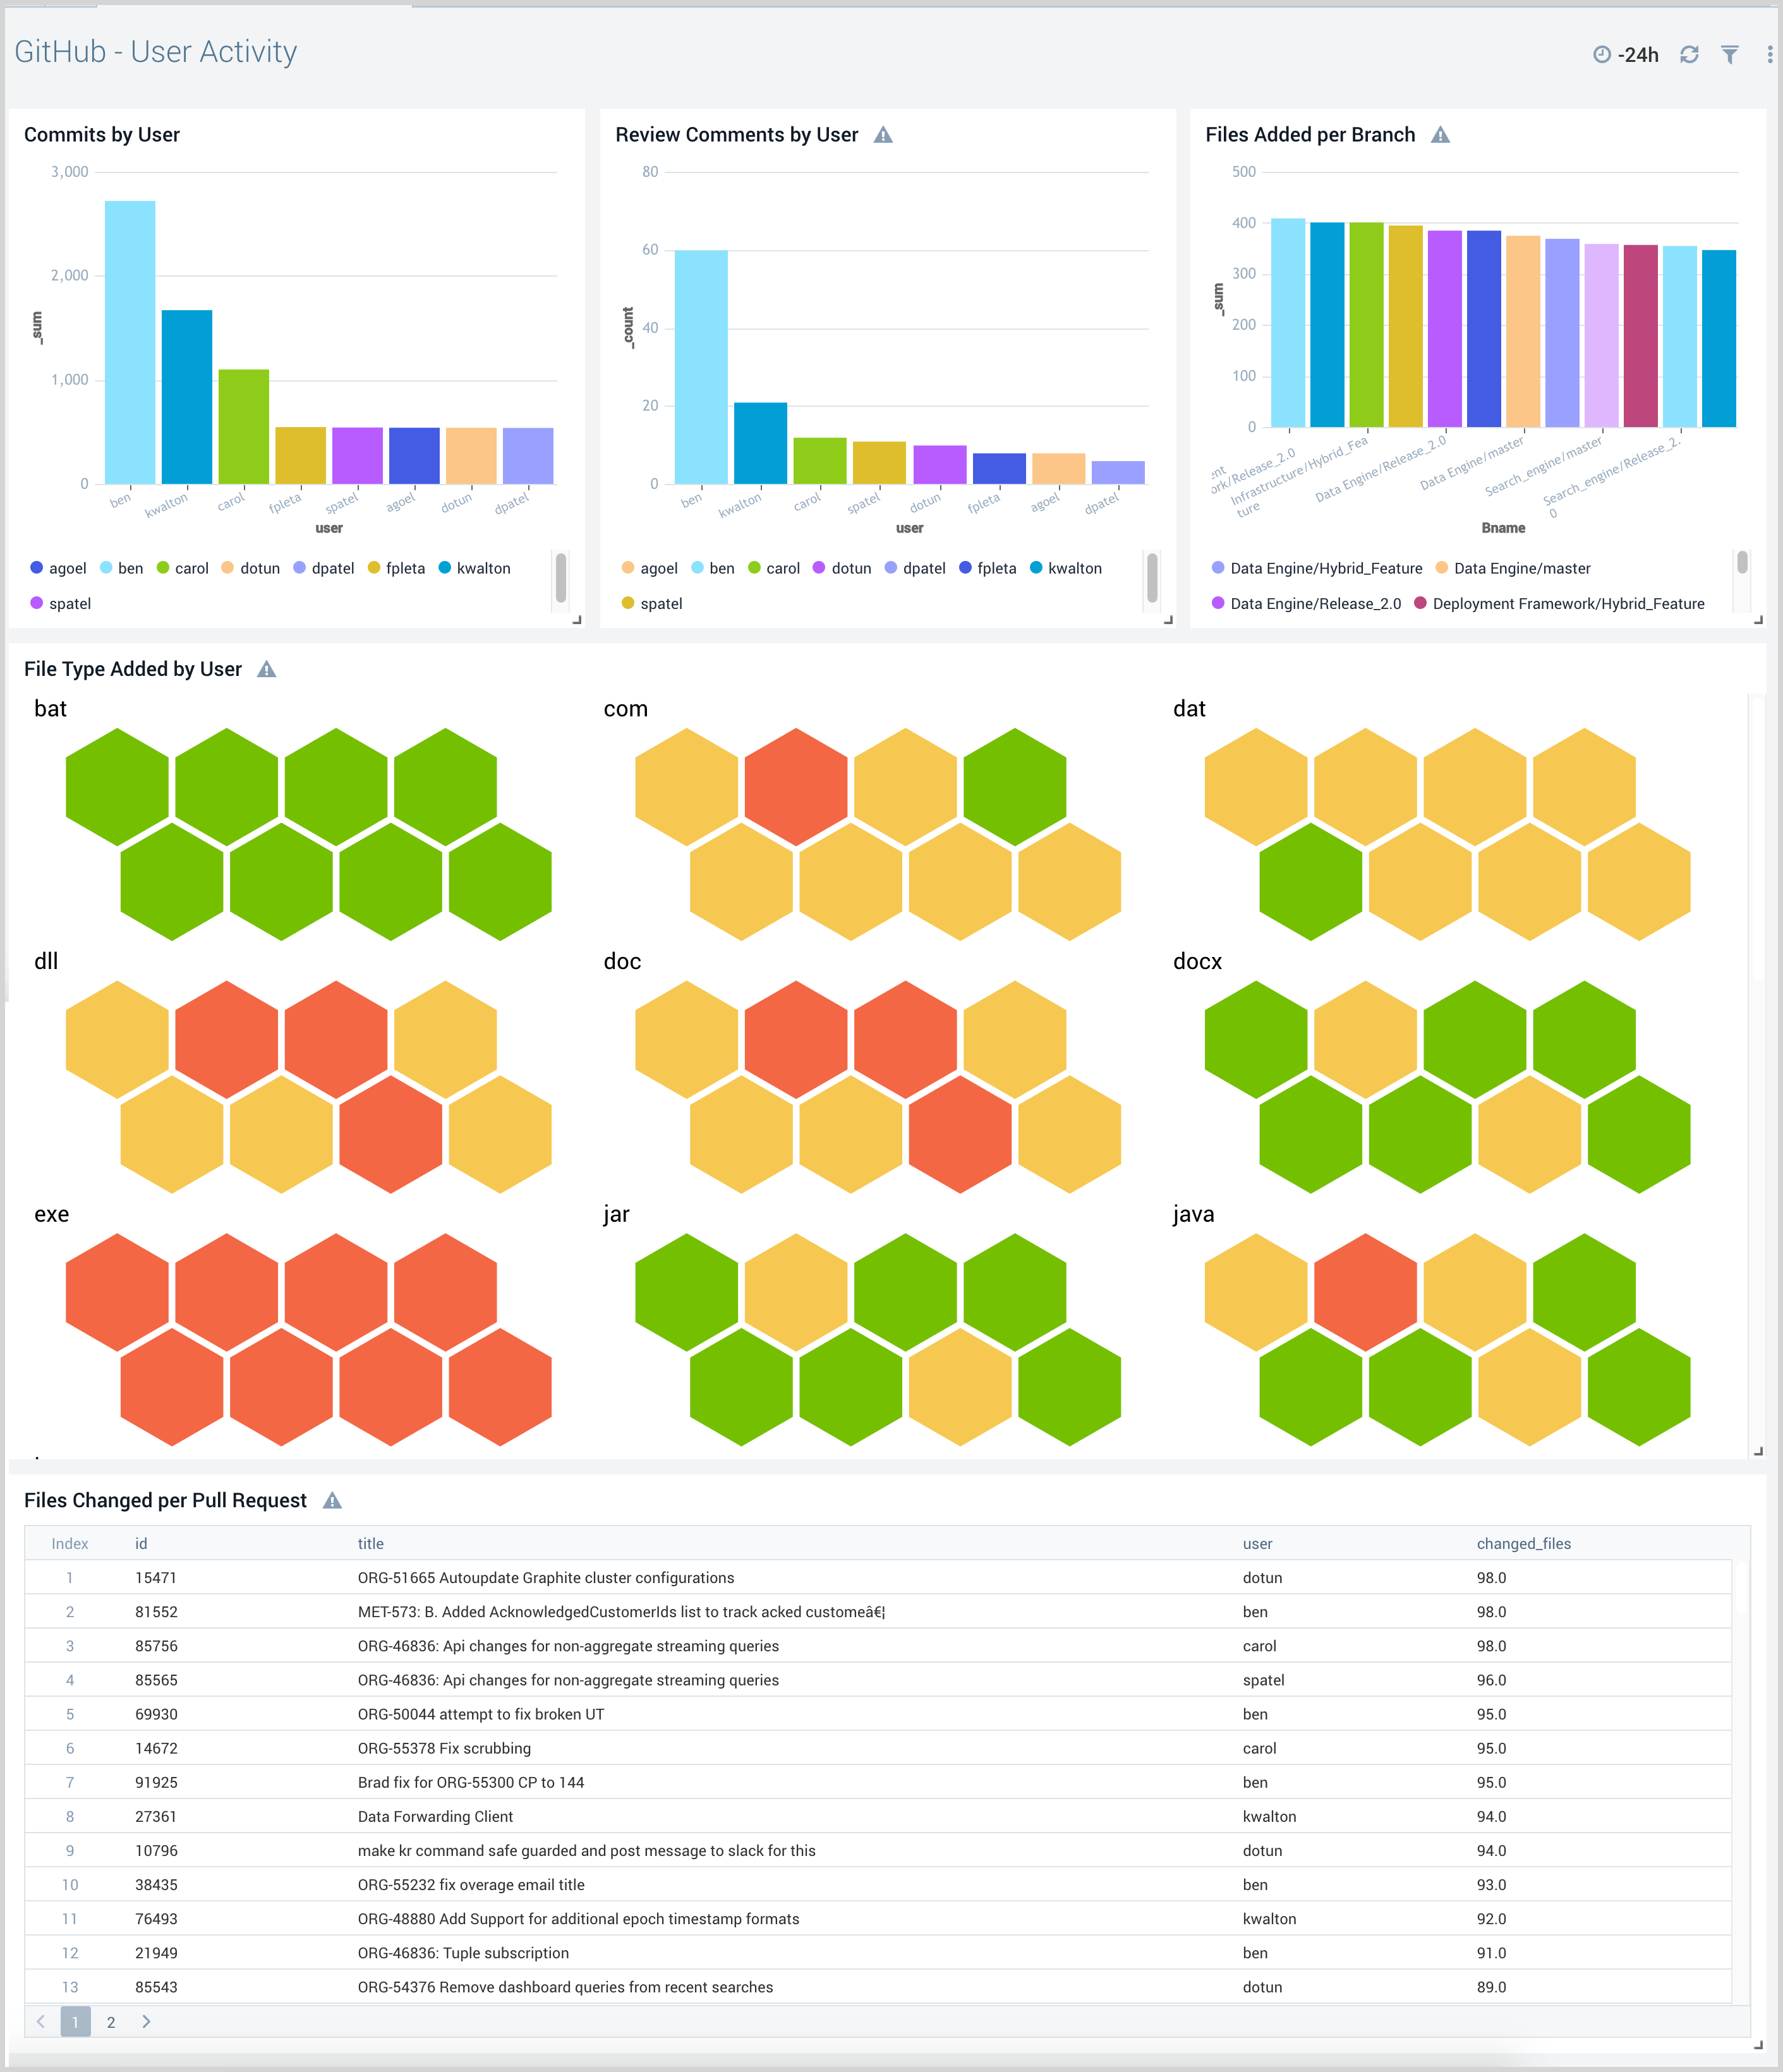 GitHub - User Activity
-24h
Commits by User
3,000
2,000
1,000
0
_sum
ben
kwalton
carol
fpleta
spatel
agoel
dotun
dpatel
user
agoel ben carol dotun dpatel fpleta kwalton
spatel
Review Comments by User
80
60
40
20
0
_count
ben
kwalton
carol
spatel
dotun
fpleta
agoel
dpatel
user
agoel ben carol dotun dpatel fpleta kwalton
spatel
Files Added per Branch
500
400
300
200
100
0
_sum
ent
ork/Release_2.0
Infrastructure/Hybrid_Fea
ture
Data Engine/Release_2.0
Data Engine/master
Search_engine/master
Search_engine/Release_2.
0
Bname
Data Engine/Hybrid_Feature Data Engine/master
Data Engine/Release_2.0 Deployment Framework/Hybrid_Feature
File Type Added by User
bat
com
dat
dll
doc
docx
exe
jar
java
Files Changed per Pull Request
Index id title user changed_files
1 15471 ORG-51665 Autoupdate Graphite cluster configurations dotun 98.0
2 81552 MET-573: B. Added AcknowledgedCustomerIds list to track acked customeâ€¦ ben 98.0
3 85756 ORG-46836: Api changes for non-aggregate streaming queries carol 98.0
4 85565 ORG-46836: Api changes for non-aggregate streaming queries spatel 96.0
5 69930 ORG-50044 attempt to fix broken UT ben 95.0
6 14672 ORG-55378 Fix scrubbing carol 95.0
7 91925 Brad fix for ORG-55300 CP to 144 ben 95.0
8 27361 Data Forwarding Client kwalton 94.0
9 10796 make kr command safe guarded and post message to slack for this dotun 94.0
10 38435 ORG-55232 fix overage email title ben 93.0
11 76493 ORG-48880 Add Support for additional epoch timestamp formats kwalton 92.0
12 21949 ORG-46836: Tuple subscription ben 91.0
13 85543 ORG-54376 Remove dashboard queries from recent searches dotun 89.0
1 2